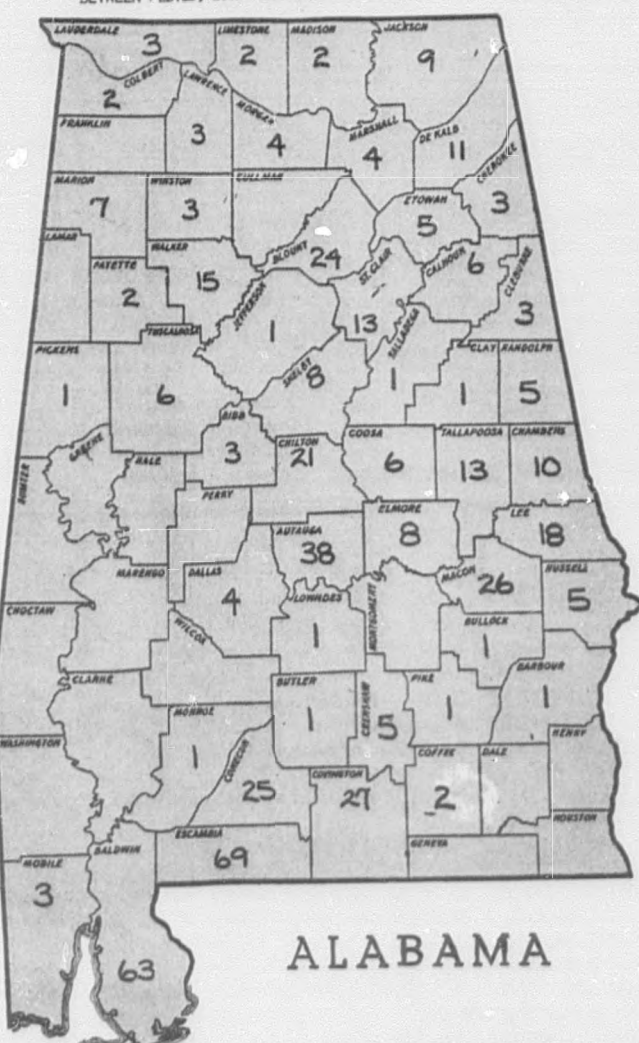 LAUDERDALE 3
LIMESTONE 2
MADISON 2
JACKSON 9
COLBERT 2
LAWRENCE 3
MORGAN 4
MARSHALL 4
DE KALB 11
CHEROKEE 3
FRANKLIN
MARION 7
WINSTON 3
CULLMAN
ETOWAH 5
LAMAR
FAYETTE 2
WALKER 15
BLOUNT 24
ST. CLAIR 13
CALHOUN 6
CLEBURNE 3
JEFFERSON 1
TUSCALOOSA 6
PICKENS 1
SHELBY 8
TALLADEGA 1
CLAY 1
RANDOLPH 5
BIBB 3
GREENE
HALE
SUMTER
PERRY
CHILTON 21
COOSA 6
TALLAPOOSA 13
CHAMBERS 10
AUTAUGA 38
ELMORE 8
LEE 18
MARENGO
DALLAS 4
LOWNDES 1
MONTGOMERY
MACON 26
RUSSELL 5
CHOCTAW
WILCOX
BULLOCK 1
CLARKE
MONROE 1
BUTLER 1
CRENSHAW 5
PIKE 1
BARBOUR 1
WASHINGTON
CONECUH 25
COVINGTON 27
COFFEE 2
DALE
HENRY
ESCAMBIA 69
GENEVA
HOUSTON
MOBILE 3
BALDWIN 63
ALABAMA